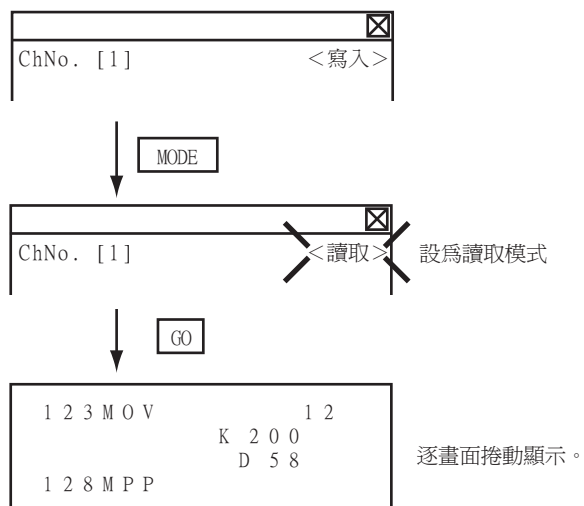 ChNo. [1] <寫入>
MODE
ChNo. [1] <讀取> 設爲讀取模式
GO
123MOV 12
K 200
D 58
逐畫面捲動顯示。
128MPP